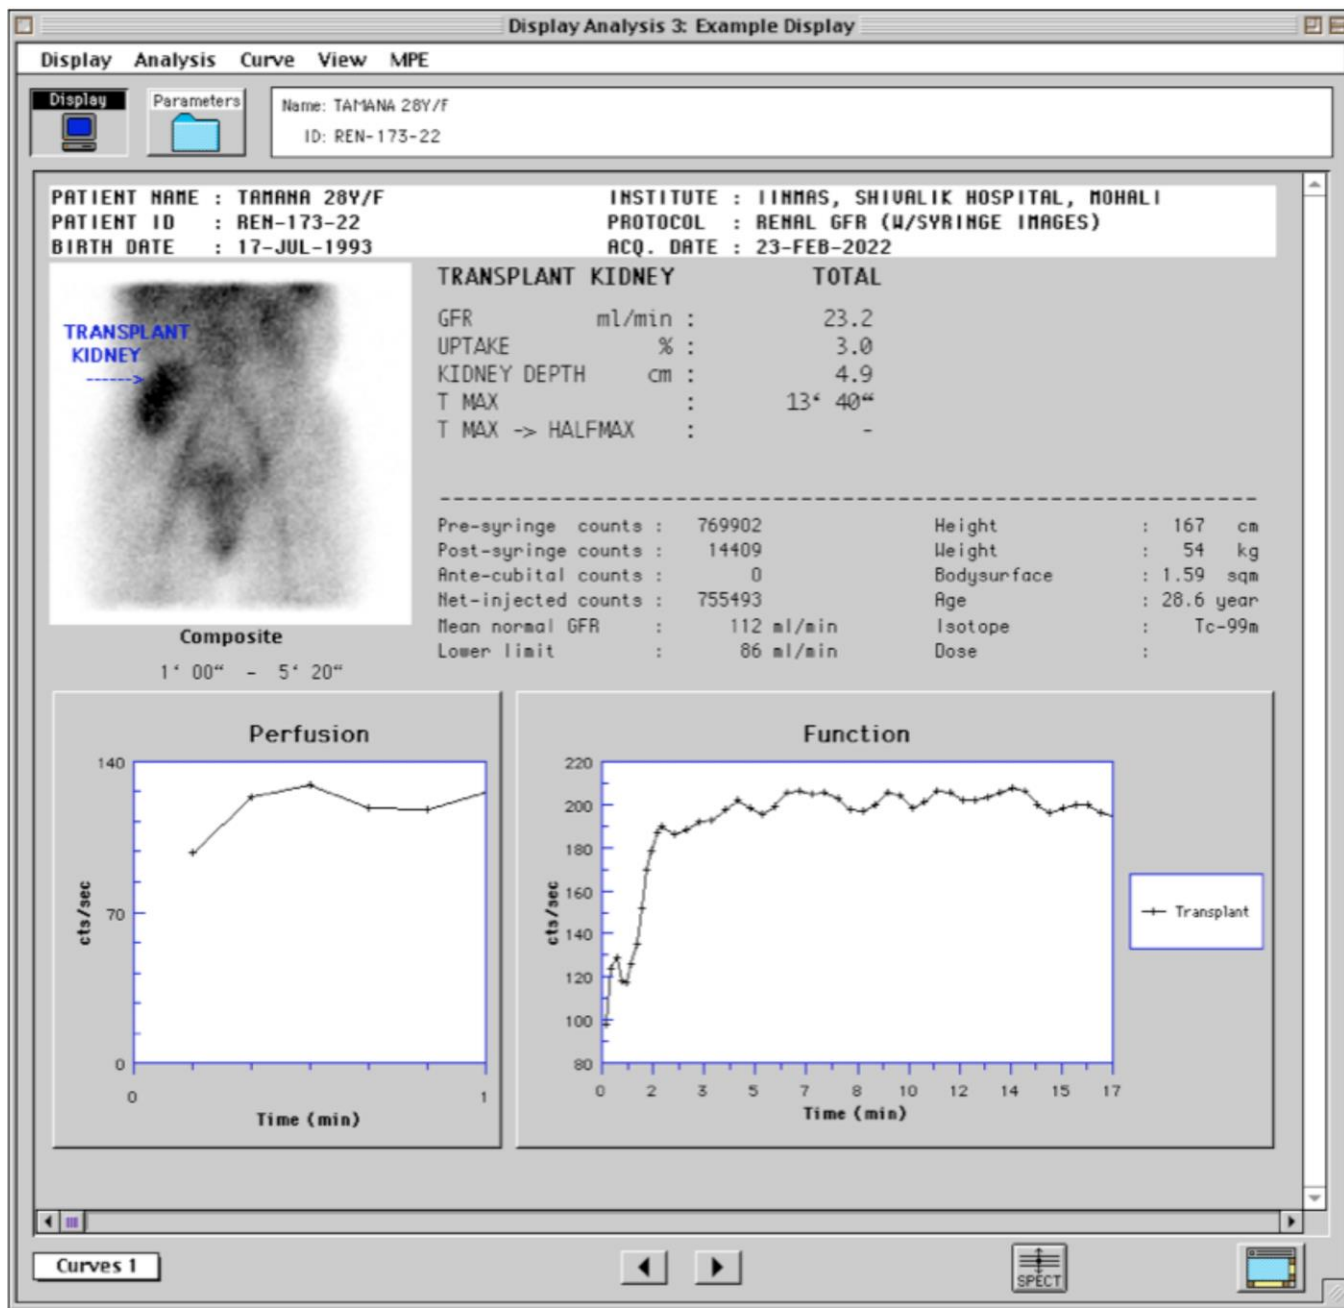 Display Analysis 3: Example Display
Display Analysis Curve View MPE
Display
Parameters
Name: TAMANA 28Y/F
ID: REN-173-22
PATIENT NAME : TAMANA 28Y/F INSTITUTE : IINMAS, SHIVALIK HOSPITAL, MOHALI
PATIENT ID : REN-173-22 PROTOCOL : RENAL GFR (W/SYRINGE IMAGES)
BIRTH DATE : 17-JUL-1993 ACQ. DATE : 23-FEB-2022
TRANSPLANT
KIDNEY
------>
Composite
1' 00“ - 5' 20“
TRANSPLANT KIDNEY TOTAL
GFR ml/min : 23.2
UPTAKE % : 3.0
KIDNEY DEPTH cm : 4.9
T MAX : 13' 40“
T MAX -> HALFMAX : -
Pre-syringe counts : 769902 Height : 167 cm
Post-syringe counts : 14409 Weight : 54 kg
Ante-cubital counts : 0 Bodysurface : 1.59 sqm
Net-injected counts : 755493 Age : 28.6 year
Mean normal GFR : 112 ml/min Isotope : Tc-99m
Lower limit : 86 ml/min Dose :
Perfusion
140
70
0
cts/sec
0 1
Time (min)
Function
220
200
180
160
140
120
100
80
cts/sec
0 2 3 5 7 8 10 12 14 15 17
Time (min)
Transplant
Curves 1
SPECT